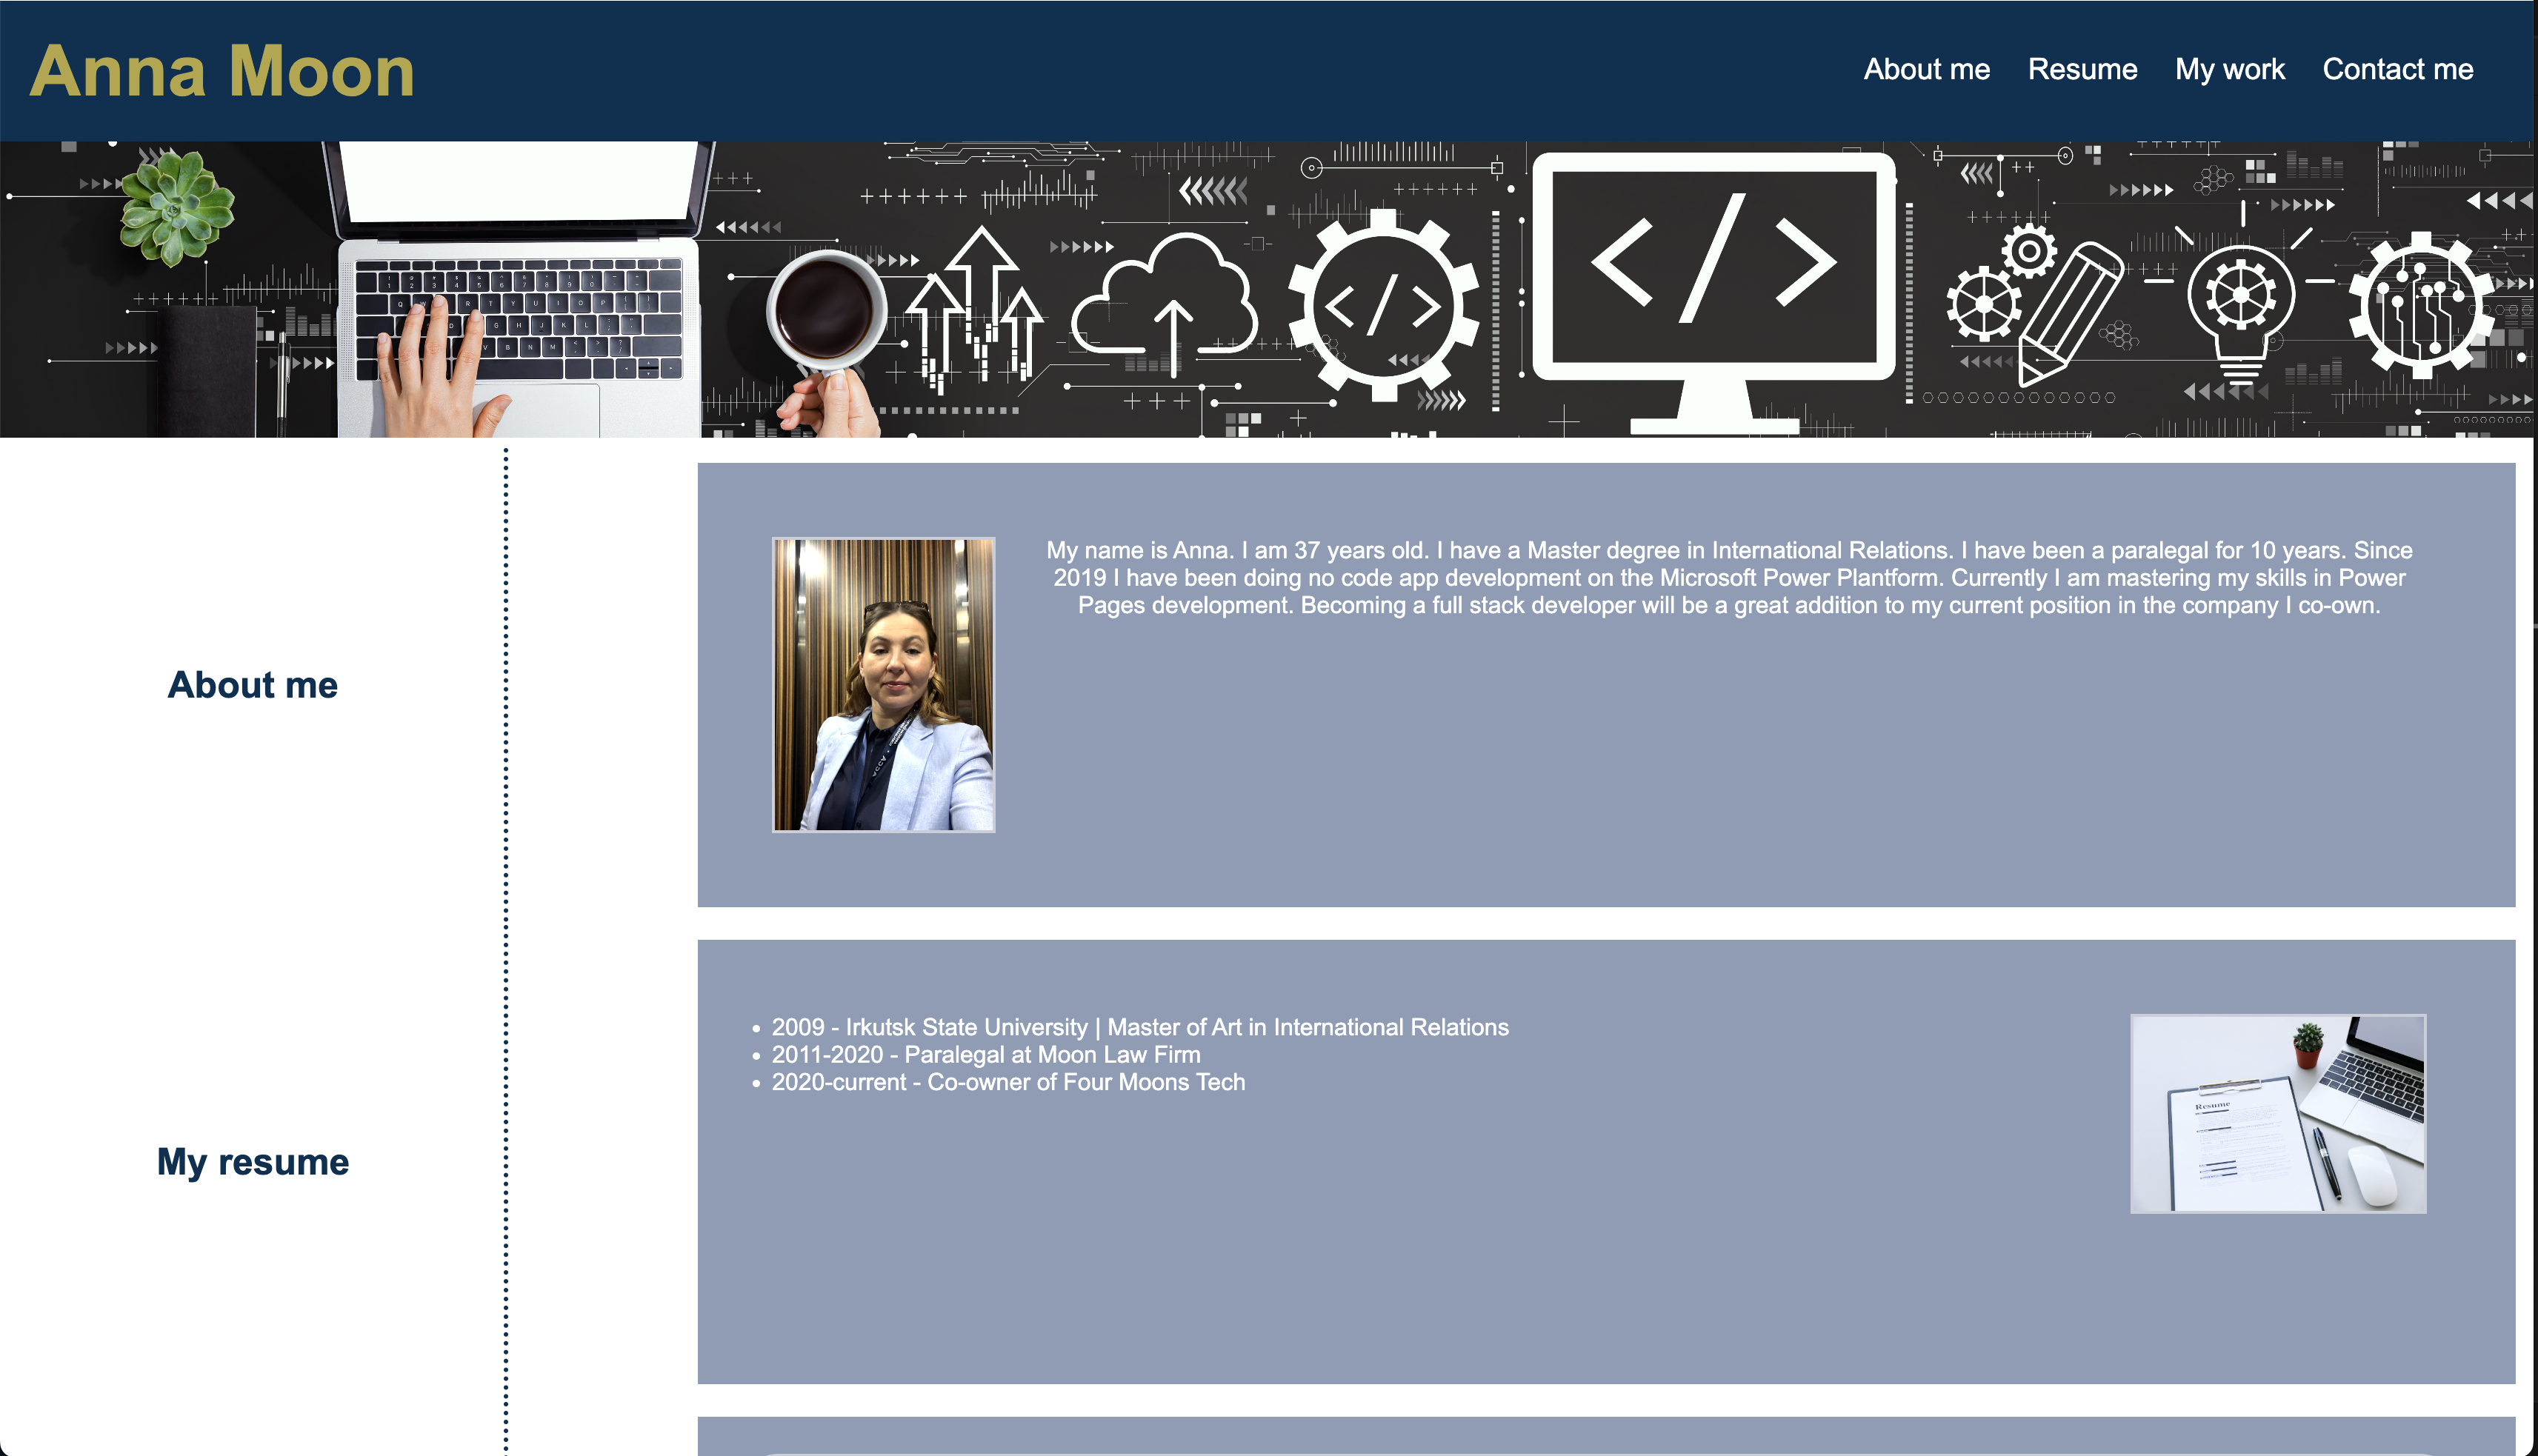 Anna Moon
About me
Resume
My work
Contact me
</>
</>
About me
My name is Anna. I am 37 years old. I have a Master degree in International Relations. I have been a paralegal for 10 years. Since
2019 I have been doing no code app development on the Microsoft Power Plantform. Currently I am mastering my skills in Power
Pages development. Becoming a full stack developer will be a great addition to my current position in the company I co-own.
My resume
• 2009 - Irkutsk State University | Master of Art in International Relations
• 2011-2020 - Paralegal at Moon Law Firm
• 2020-current - Co-owner of Four Moons Tech
Resume